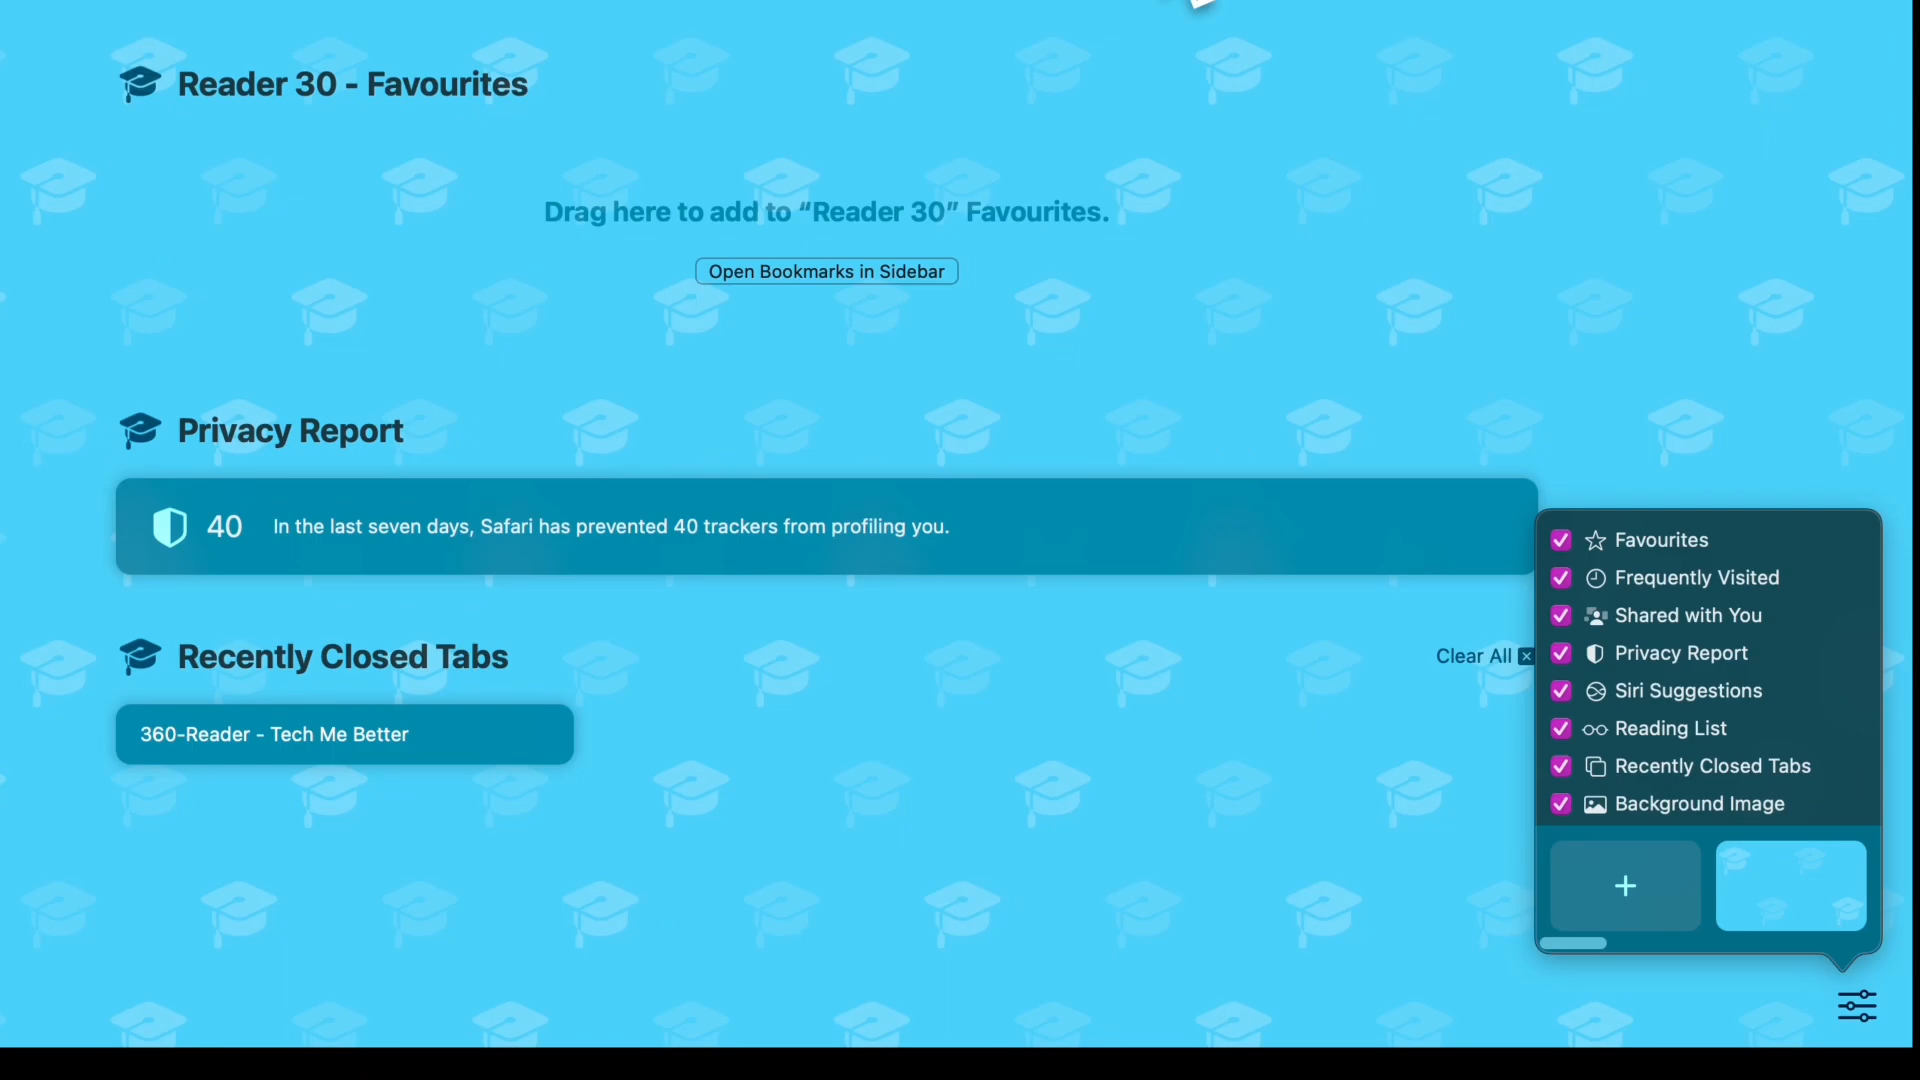 Reader 30 - Favourites
Drag here to add to “Reader 30” Favourites.
Open Bookmarks in Sidebar
Privacy Report
40 In the last seven days, Safari has prevented 40 trackers from profiling you.
Recently Closed Tabs
Clear All
360-Reader - Tech Me Better
Favourites
Frequently Visited
Shared with You
Privacy Report
Siri Suggestions
Reading List
Recently Closed Tabs
Background Image